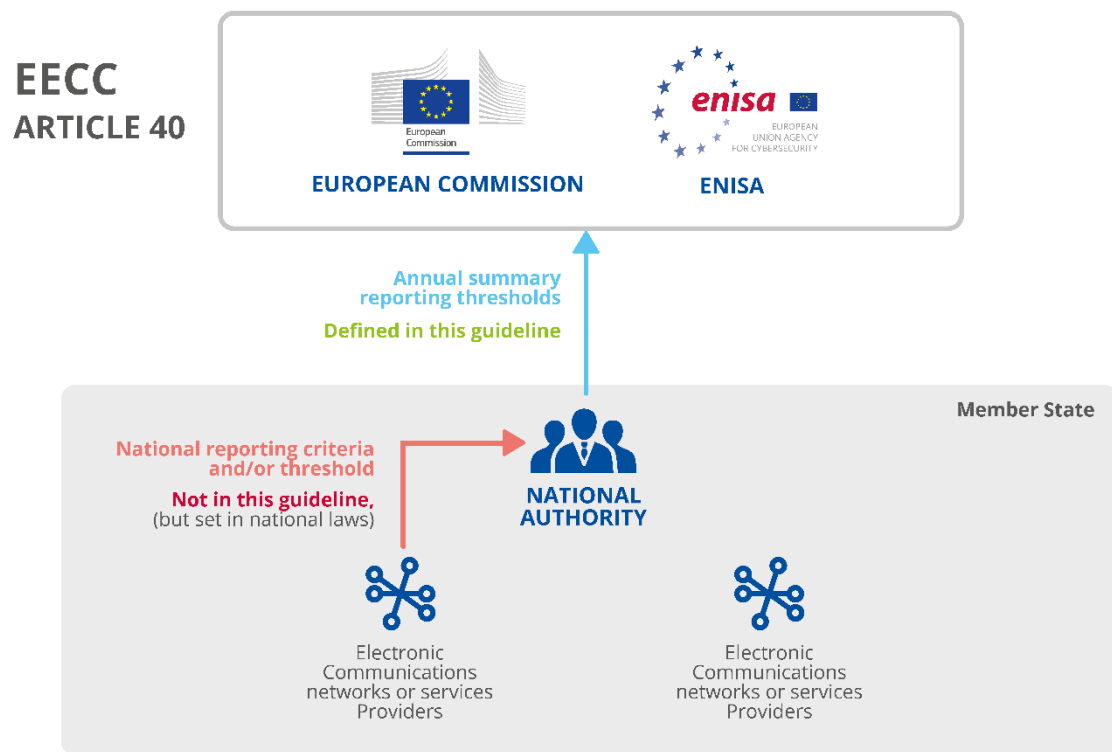 EECC
ARTICLE 40
European
Commission
EUROPEAN COMMISSION
enisa
EUROPEAN
UNION AGENCY
FOR CYBERSECURITY
ENISA
Annual summary
reporting thresholds
Defined in this guideline
Member State
National reporting criteria
and/or threshold
Not in this guideline,
(but set in national laws)
NATIONAL
AUTHORITY
Electronic
Communications
networks or services
Providers
Electronic
Communications
networks or services
Providers